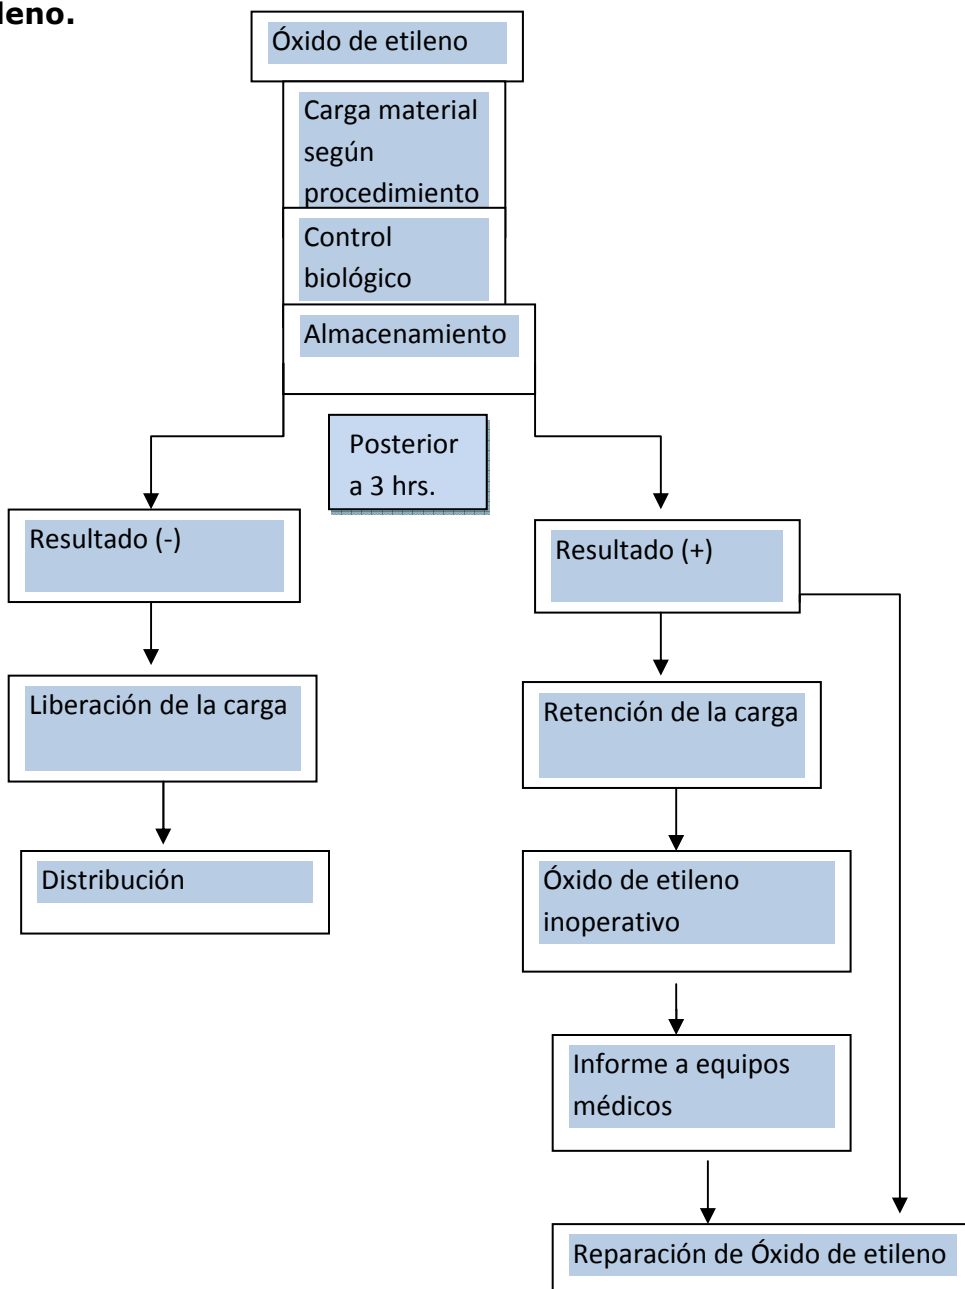 leno.
Óxido de etileno
Carga material
según
procedimiento
Control
biológico
Almacenamiento
Posterior
a 3 hrs.
Resultado (-)
Resultado (+)
Liberación de la carga
Retención de la carga
Distribución
Óxido de etileno
inoperativo
Informe a equipos
médicos
Reparación de Óxido de etileno